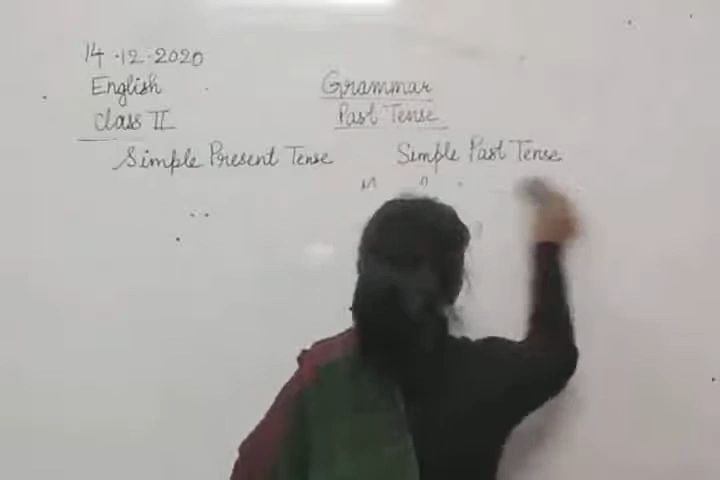 14.12.2020
English
Class II
Grammar
Past Tense
Simple Present Tense
Simple Past Tense